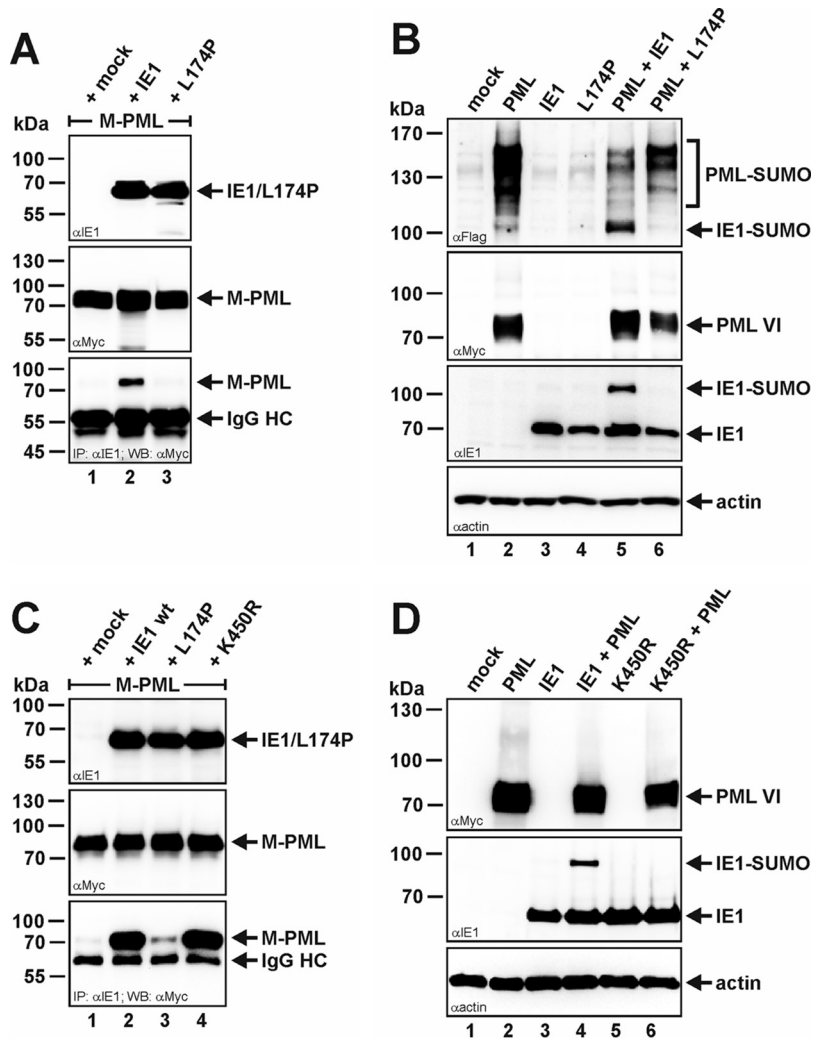 A
+ mock
+ IE1
+ L174P
kDa
M-PML
100
70
55
IE1/L174P
αIE1
130
100
70
55
M-PML
αMyc
100
70
55
45
M-PML
IgG HC
IP: αIE1; WB: αMyc
1 2 3
B
mock
PML
IE1
L174P
PML + IE1
PML + L174P
kDa
170
130
100
PML-SUMO
IE1-SUMO
αFlag
100
70
PML VI
αMyc
100
70
IE1-SUMO
IE1
αIE1
actin
αactin
1 2 3 4 5 6
C
+ mock
+ IE1 wt
+ L174P
+ K450R
kDa
M-PML
100
70
55
IE1/L174P
αIE1
130
100
70
M-PML
αMyc
100
70
55
M-PML
IgG HC
IP: αIE1; WB: αMyc
1 2 3 4
D
mock
PML
IE1
IE1 + PML
K450R
K450R + PML
kDa
130
100
70
PML VI
αMyc
100
70
IE1-SUMO
IE1
αIE1
actin
αactin
1 2 3 4 5 6